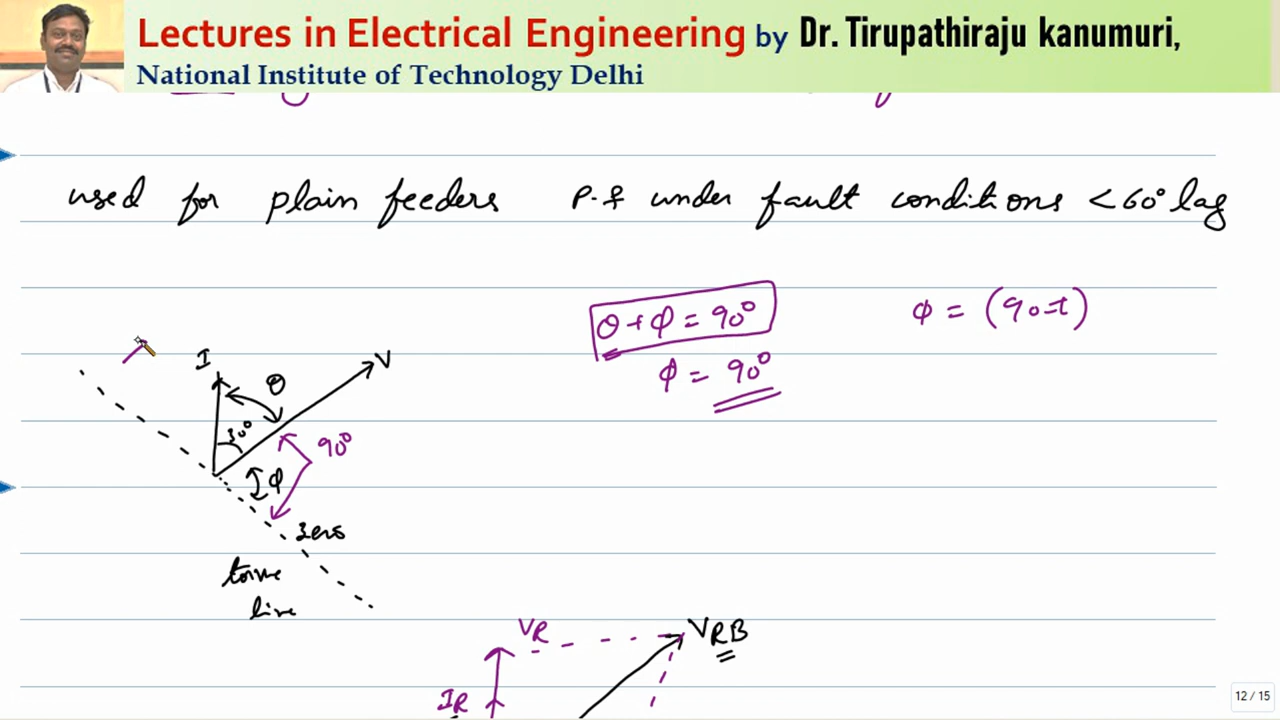 Lectures in Electrical Engineering by Dr. Tirupathiraju kanumuri,
National Institute of Technology Delhi
used for plain feeders P.f under fault conditions < 60° lag
θ + φ = 90°
φ = (90-τ)
φ = 90°
I
V
θ
30°
90°
φ
zero
line
VR
VRB
IR
12 / 15